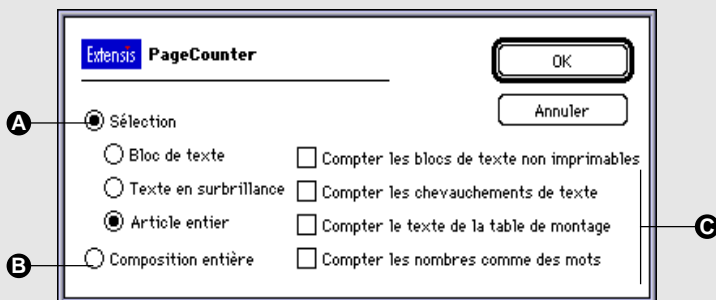 Extensis PageCounter
OK
Annuler
A
Sélection
Bloc de texte
Compter les blocs de texte non imprimables
Texte en surbrillance
Compter les chevauchements de texte
Article entier
Compter le texte de la table de montage
C
B
Composition entière
Compter les nombres comme des mots